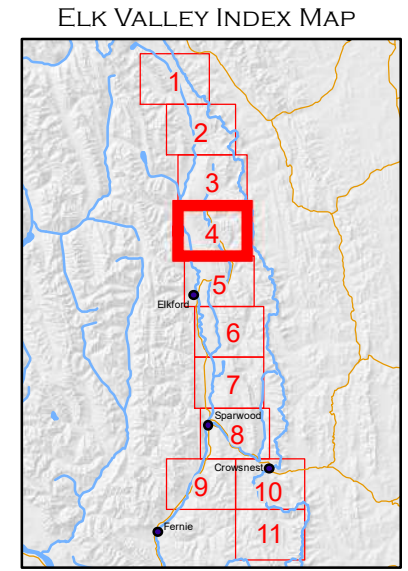 ELK VALLEY INDEX MAP
1
2
3
4
5
Elkford
6
7
Sparwood
8
Crowsnest
9
10
Fernie
11